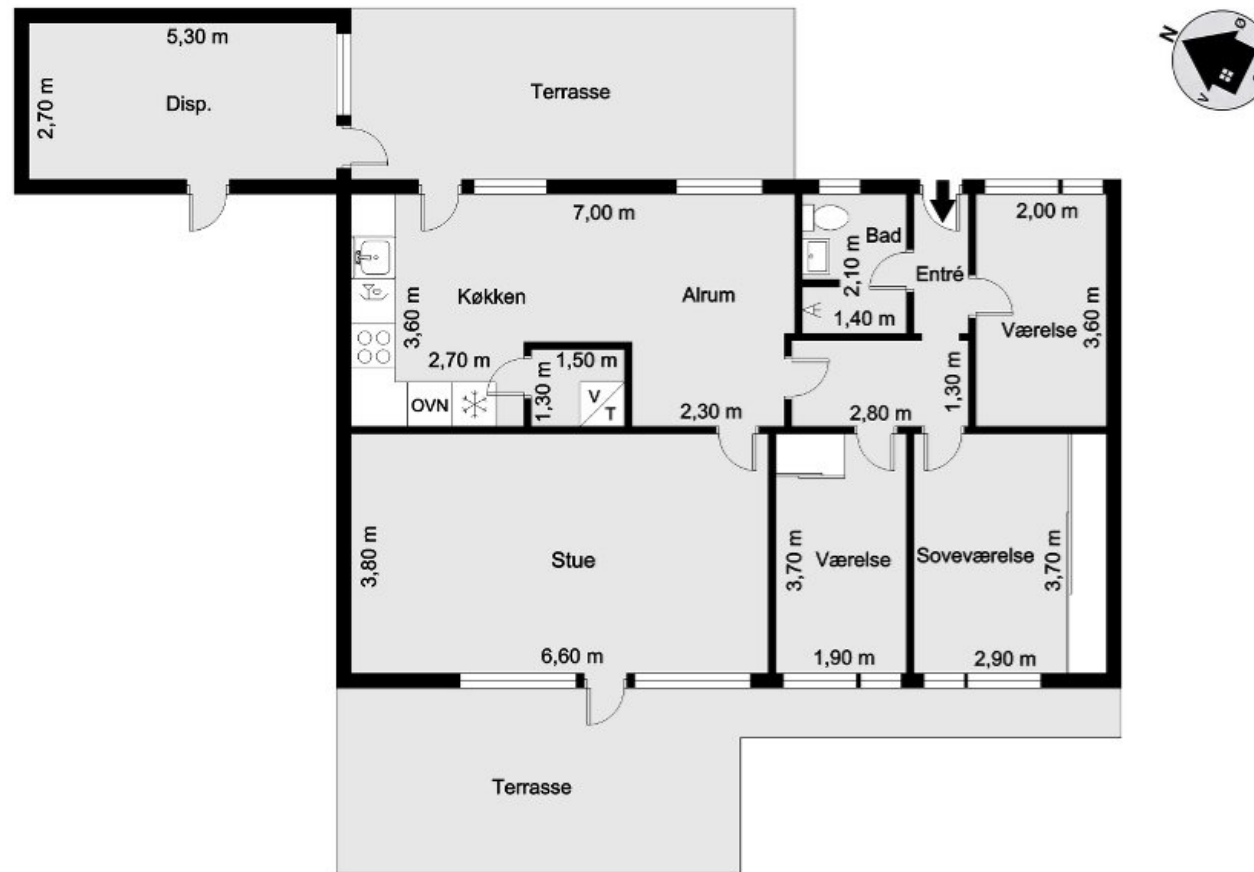 5,30 m
2,70 m
Disp.
Terrasse
N
Ø
V
7,00 m
Køkken
Alrum
3,60 m
2,70 m
1,30 m
1,50 m
V
T
OVN
2,30 m
Bad
2,10 m
1,40 m
Entré
2,00 m
Værelse
3,60 m
1,30 m
2,80 m
3,80 m
Stue
6,60 m
3,70 m
Værelse
1,90 m
Soveværelse
3,70 m
2,90 m
Terrasse